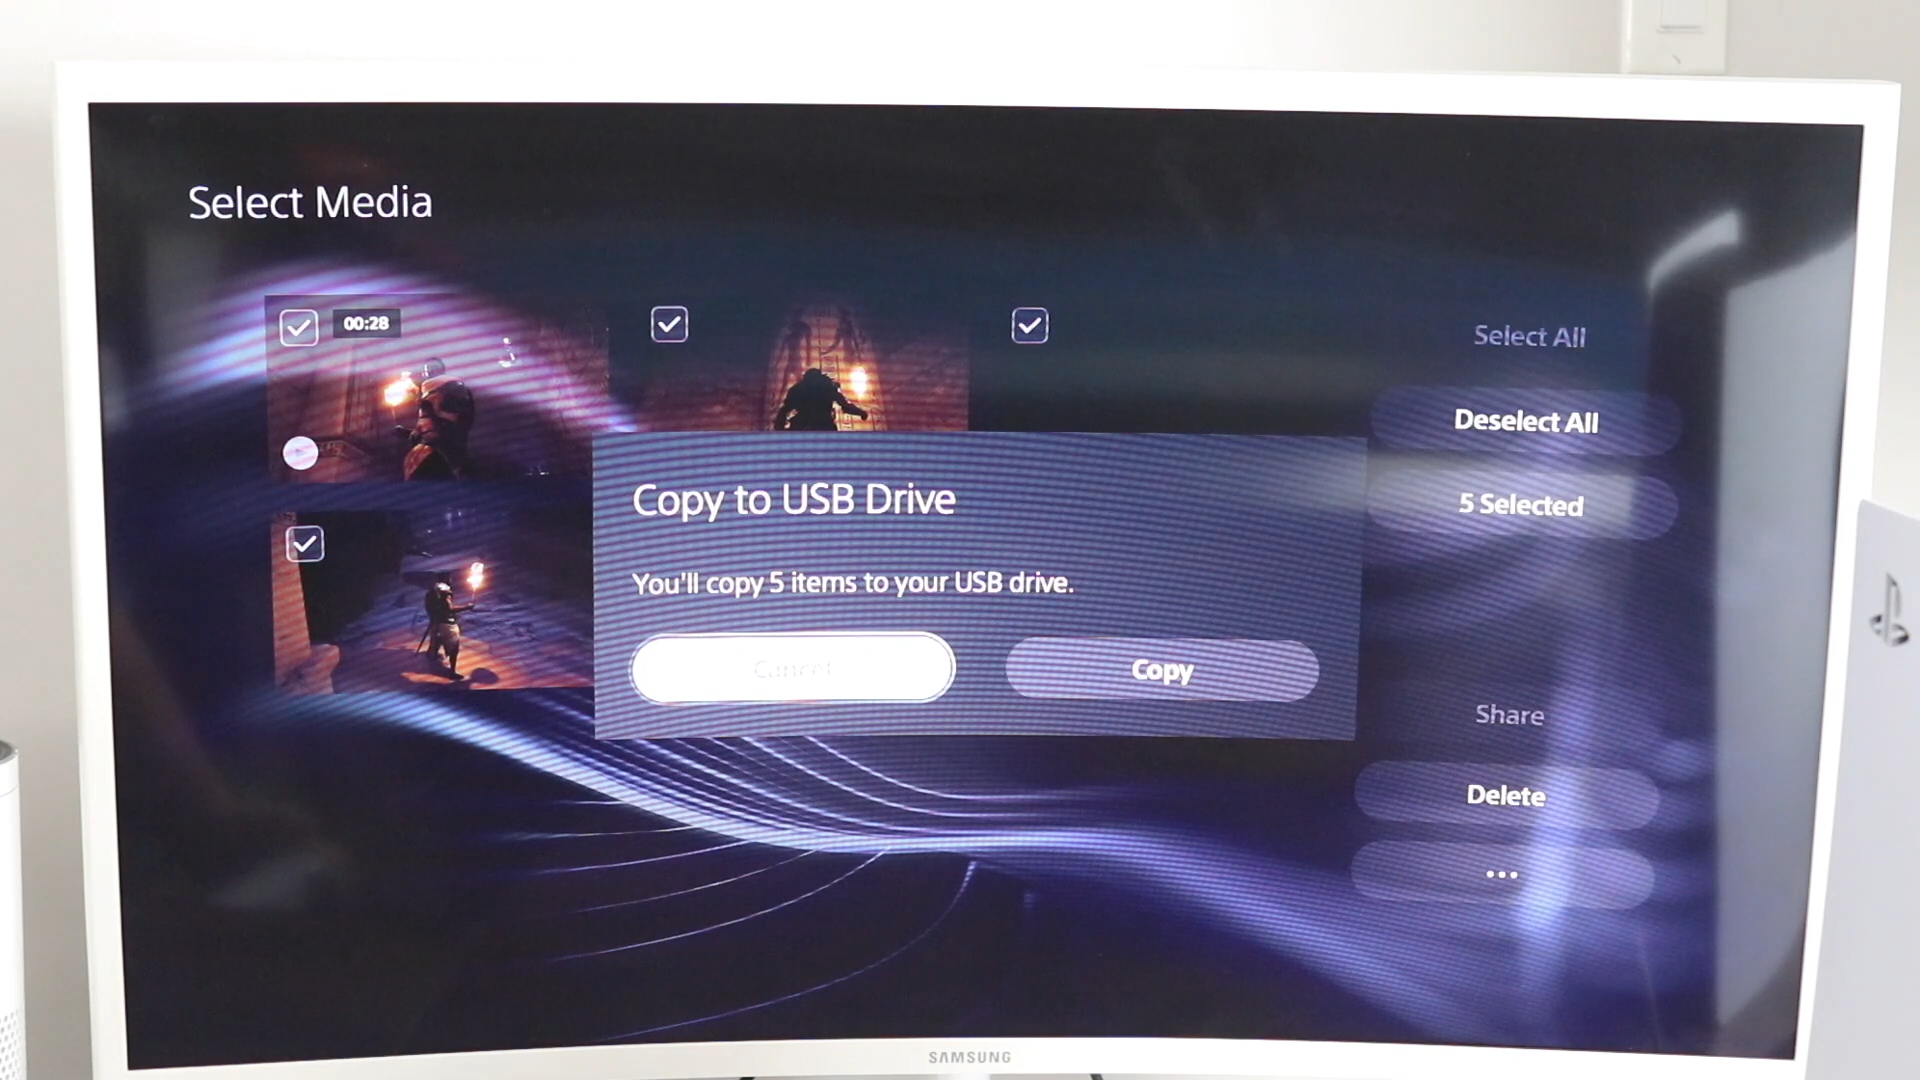 Select Media
00:28
Select All
Deselect All
5 Selected
Copy to USB Drive
You'll copy 5 items to your USB drive.
Cancel
Copy
Share
Delete
...
SAMSUNG